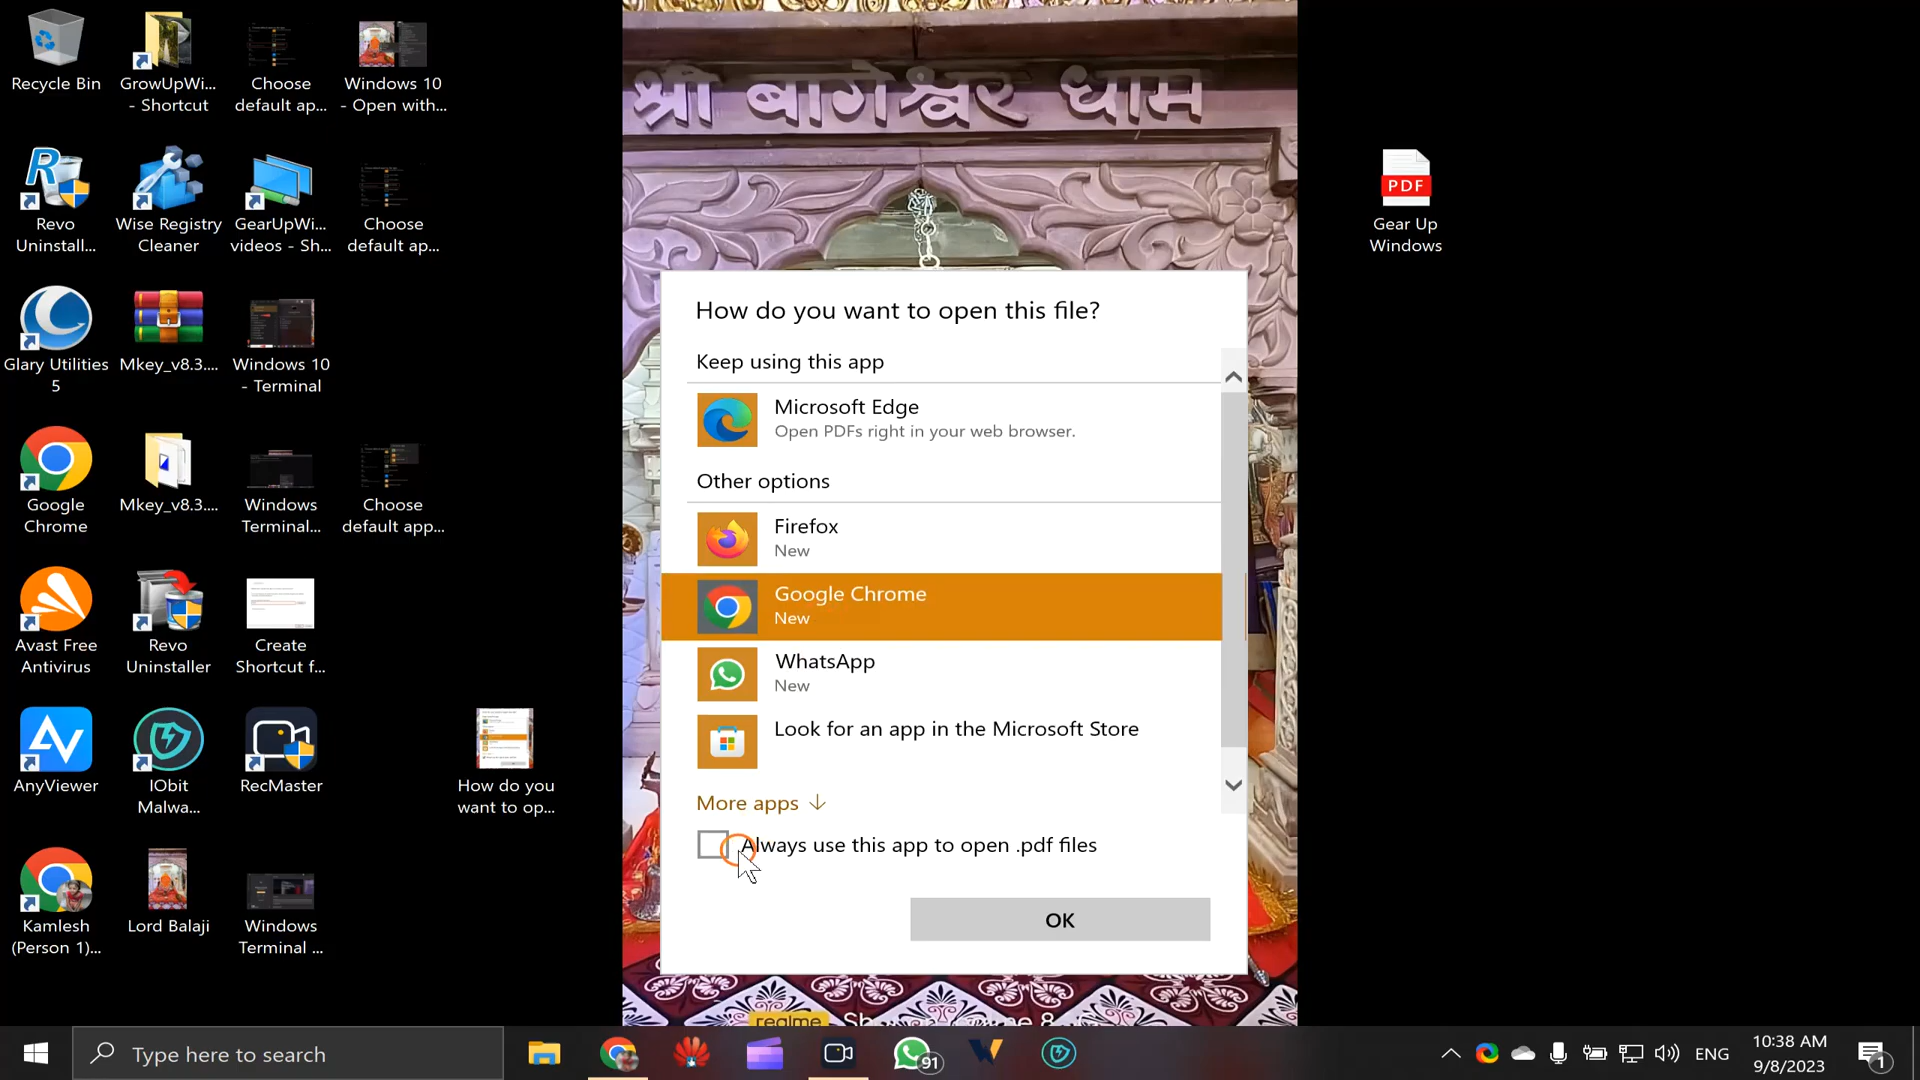 Recycle Bin
GrowUpWi...
- Shortcut
Choose
default ap...
Windows 10
- Open with...
Revo
Uninstall...
Wise Registry
Cleaner
GearUpWi...
videos - Sh...
Choose
default ap...
Glary Utilities
5
Mkey_v8.3....
Windows 10
- Terminal
Google
Chrome
Mkey_v8.3....
Windows
Terminal...
Choose
default app...
Avast Free
Antivirus
Revo
Uninstaller
Create
Shortcut f...
AnyViewer
IObit
Malwa...
RecMaster
How do you
want to op...
Kamlesh
(Person 1)...
Lord Balaji
Windows
Terminal ...
श्री बागेश्वर धाम
PDF
Gear Up
Windows
How do you want to open this file?
Keep using this app
Microsoft Edge
Open PDFs right in your web browser.
Other options
Firefox
New
Google Chrome
New
WhatsApp
New
Look for an app in the Microsoft Store
More apps
Always use this app to open .pdf files
OK
realme
Type here to search
91
ENG
10:38 AM
9/8/2023
1